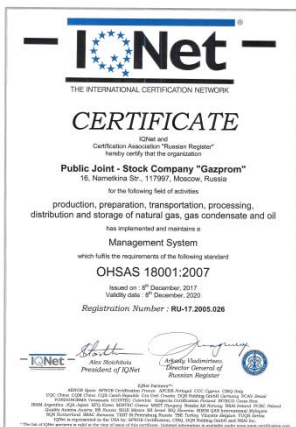 IQNet
®
THE INTERNATIONAL CERTIFICATION NETWORK
CERTIFICATE
IQNet and
Certification Association "Russian Register"
hereby certify that the organization
Public Joint - Stock Company "Gazprom"
16, Nametkina Str., 117997, Moscow, Russia
for the following field of activities
production, preparation, transportation, processing,
distribution and storage of natural gas, gas condensate and oil
has implemented and maintains a
Management System
which fulfils the requirements of the following standard
OHSAS 18001:2007
Issued on : 8th December, 2017
Validity date : 8th December, 2020
Registration Number : RU-17.2005.026
IQNet
Alex Stoichitoiu
President of IQNet
Arkady Vladimirtsev
Director General of
Russian Register
IQNet Partners*: